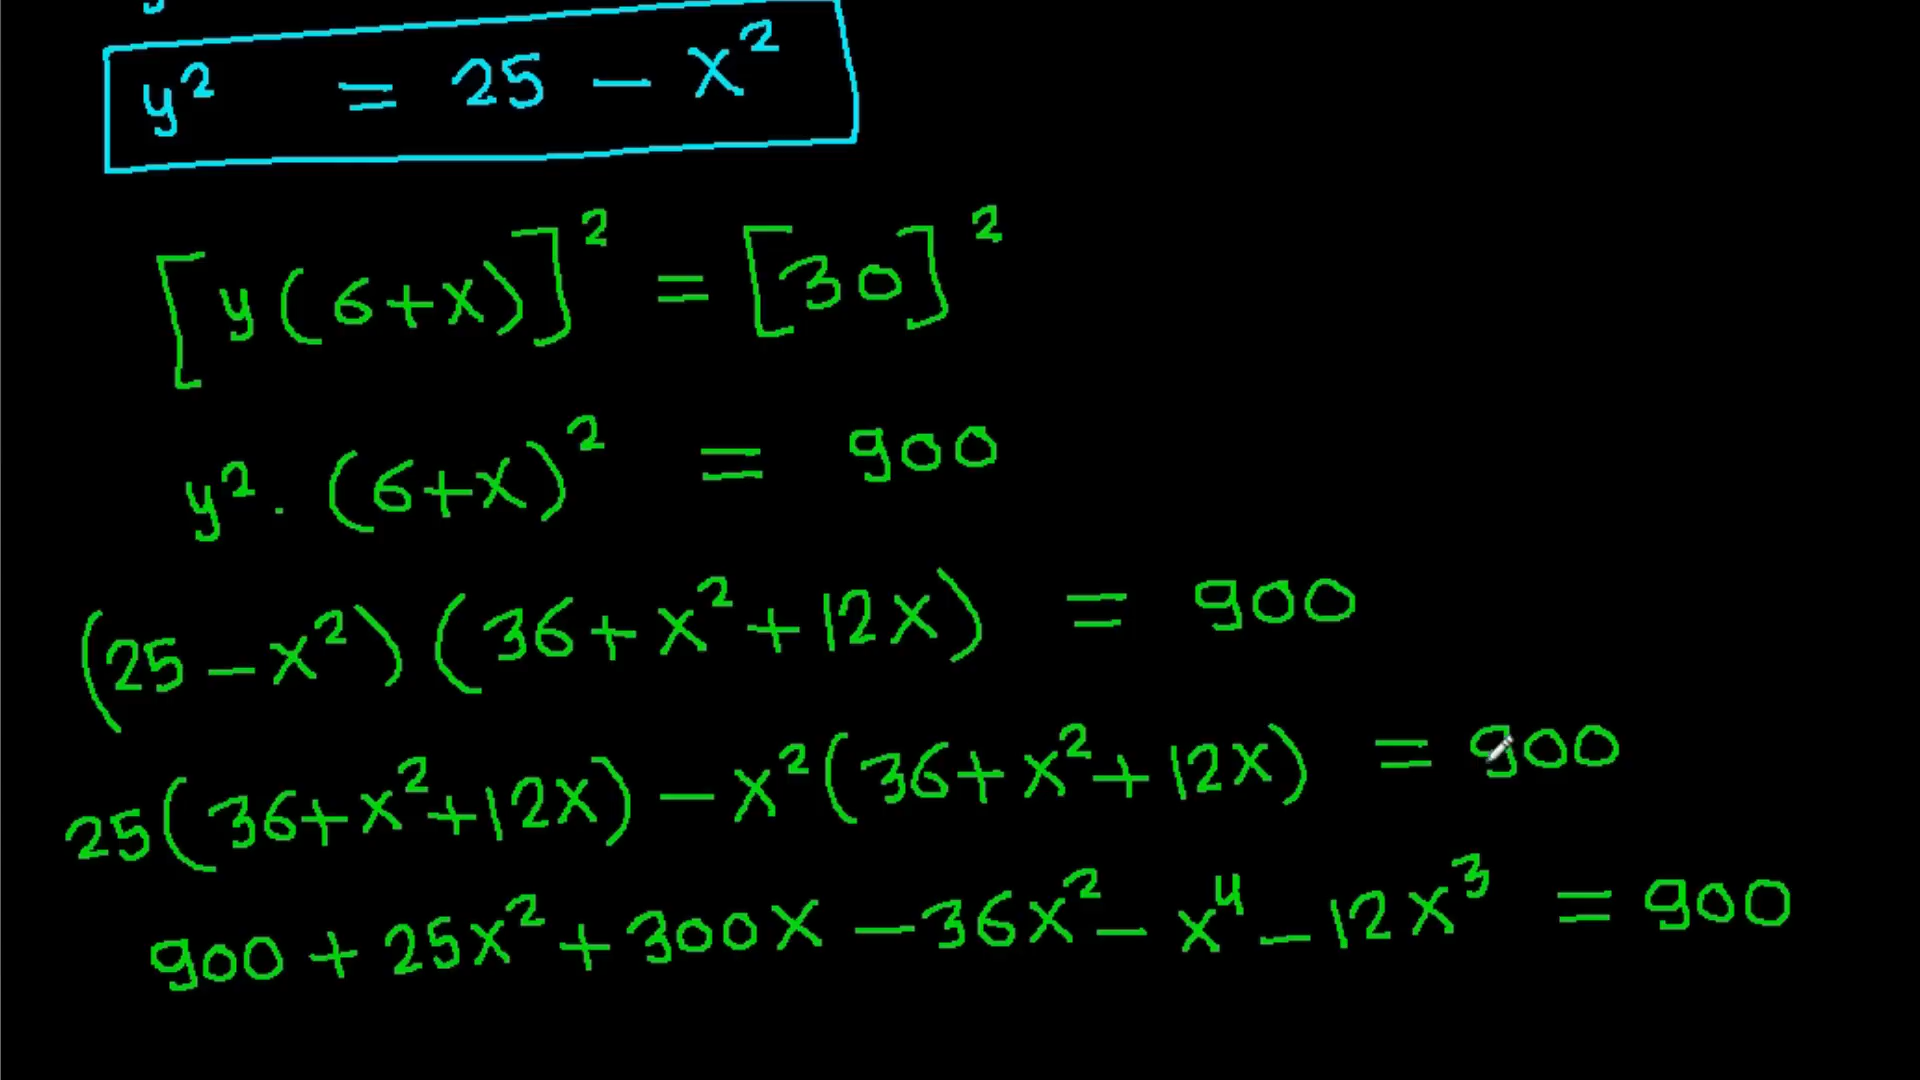 y² = 25 - x²
[y(6+x)]² = [30]²
y² . (6+x)² = 900
(25 - x²) (36 + x² + 12x) = 900
25(36 + x² + 12x) - x²(36 + x² + 12x) = 900
900 + 25x² + 300x - 36x² - x⁴ - 12x³ = 900